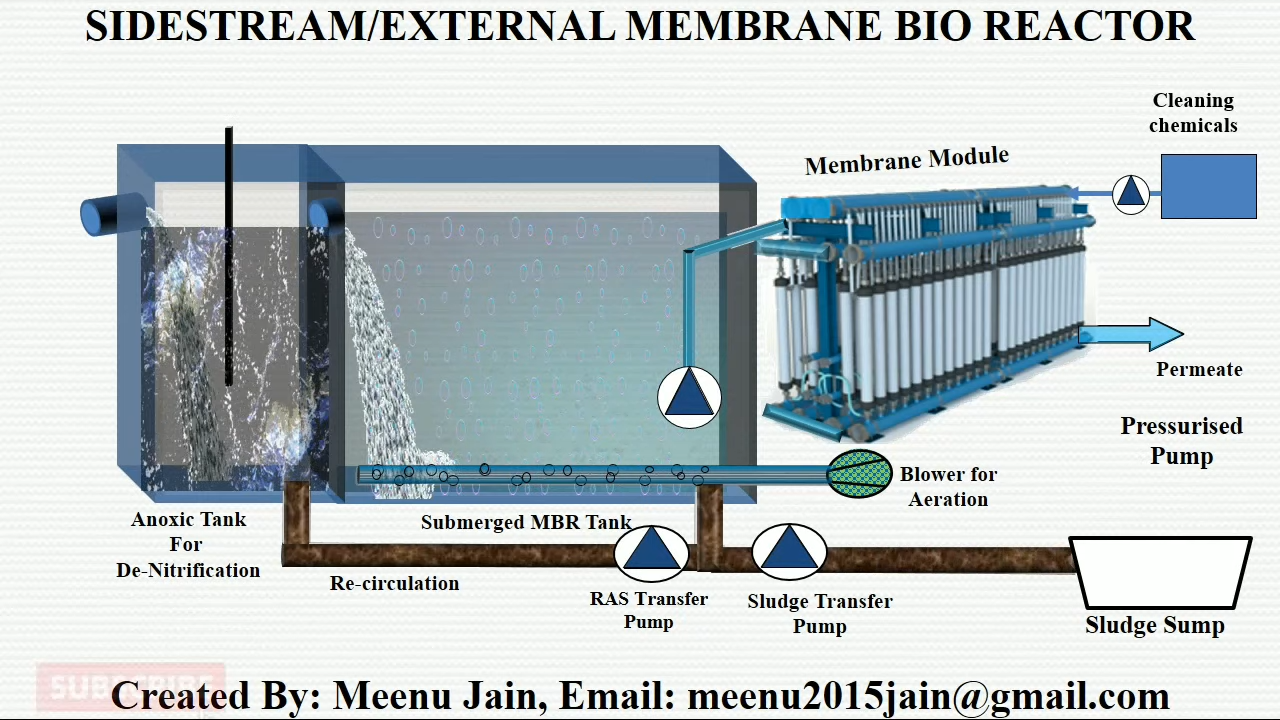 SIDESTREAM/EXTERNAL MEMBRANE BIO REACTOR
Cleaning
chemicals
Membrane Module
Permeate
Pressurised
Pump
Blower for
Aeration
Anoxic Tank
For
De-Nitrification
Submerged MBR Tank
Re-circulation
RAS Transfer
Pump
Sludge Transfer
Pump
Sludge Sump
SUBSCRIBE
Created By: Meenu Jain, Email: meenu2015jain@gmail.com